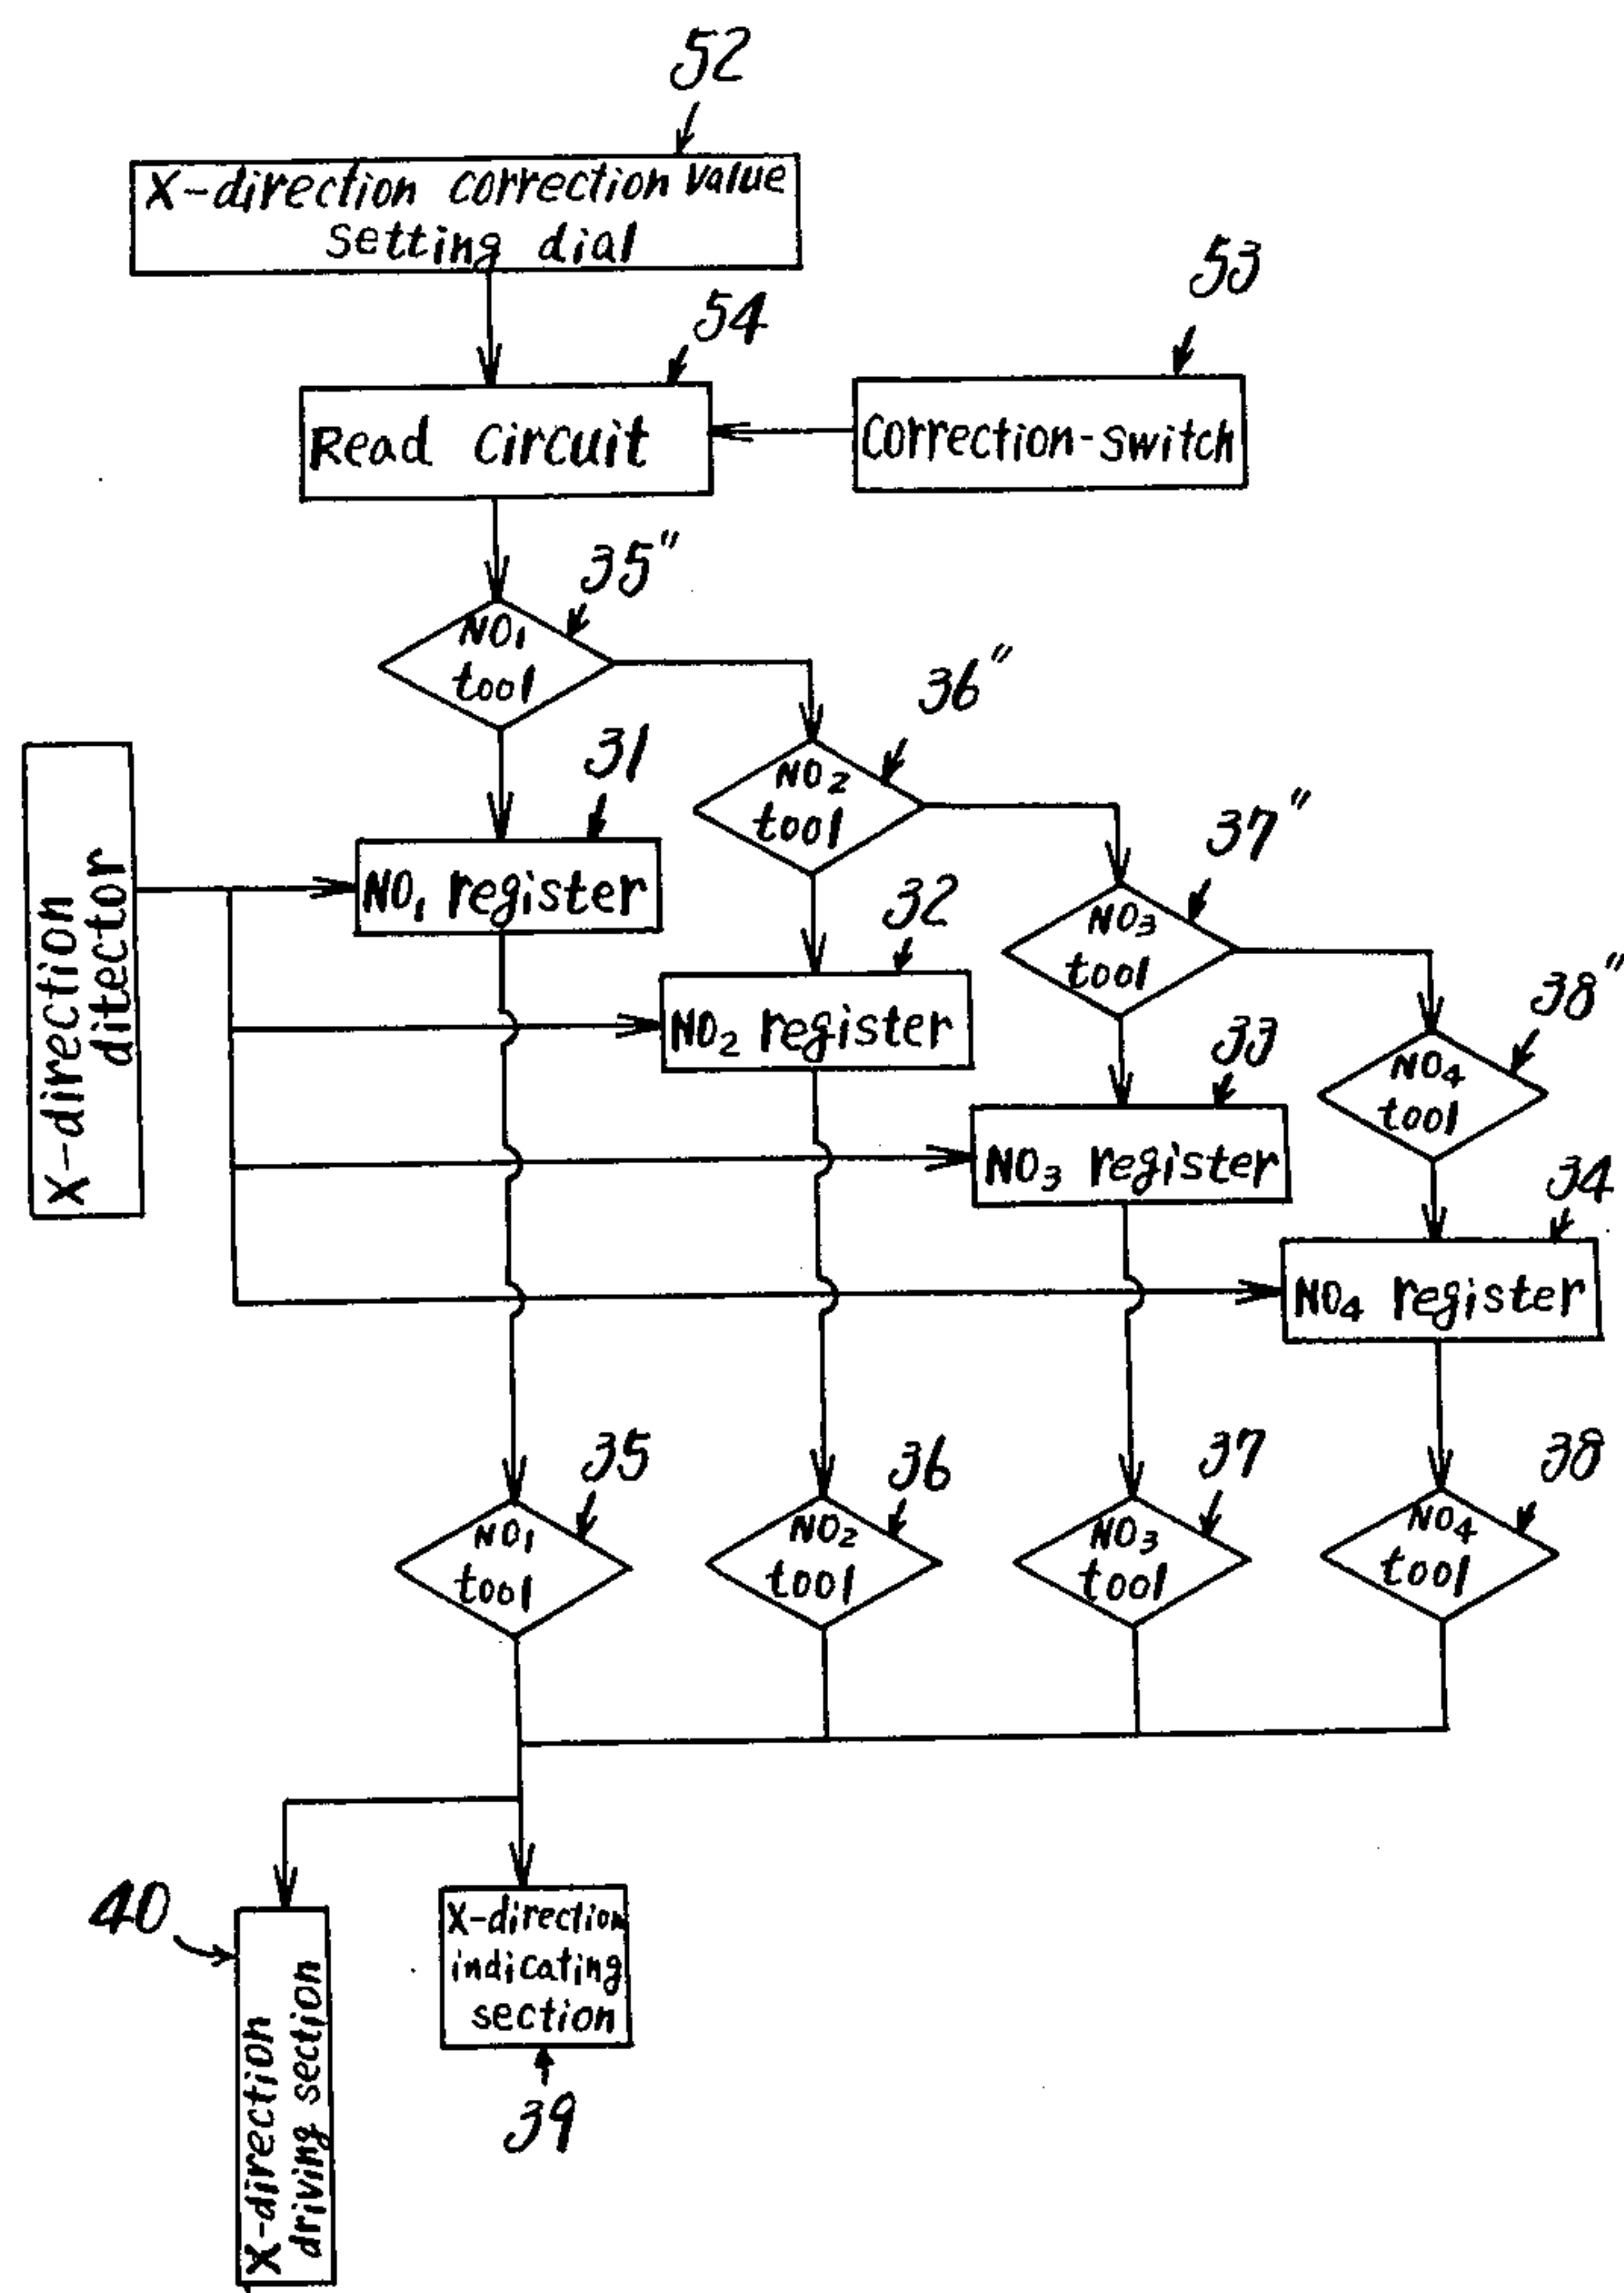 52
X-direction correction value
setting dial
53
54
Read circuit
Correction-switch
35"
NO1
tool
36"
NO2
tool
31
37"
NO3
tool
X-direction
ditector
NO1 register
32
38"
NO4
tool
NO2 register
33
NO3 register
34
NO4 register
35
NO1
tool
36
NO2
tool
37
NO3
tool
38
NO4
tool
40
X-direction
driving section
X-direction
indicating
section
39